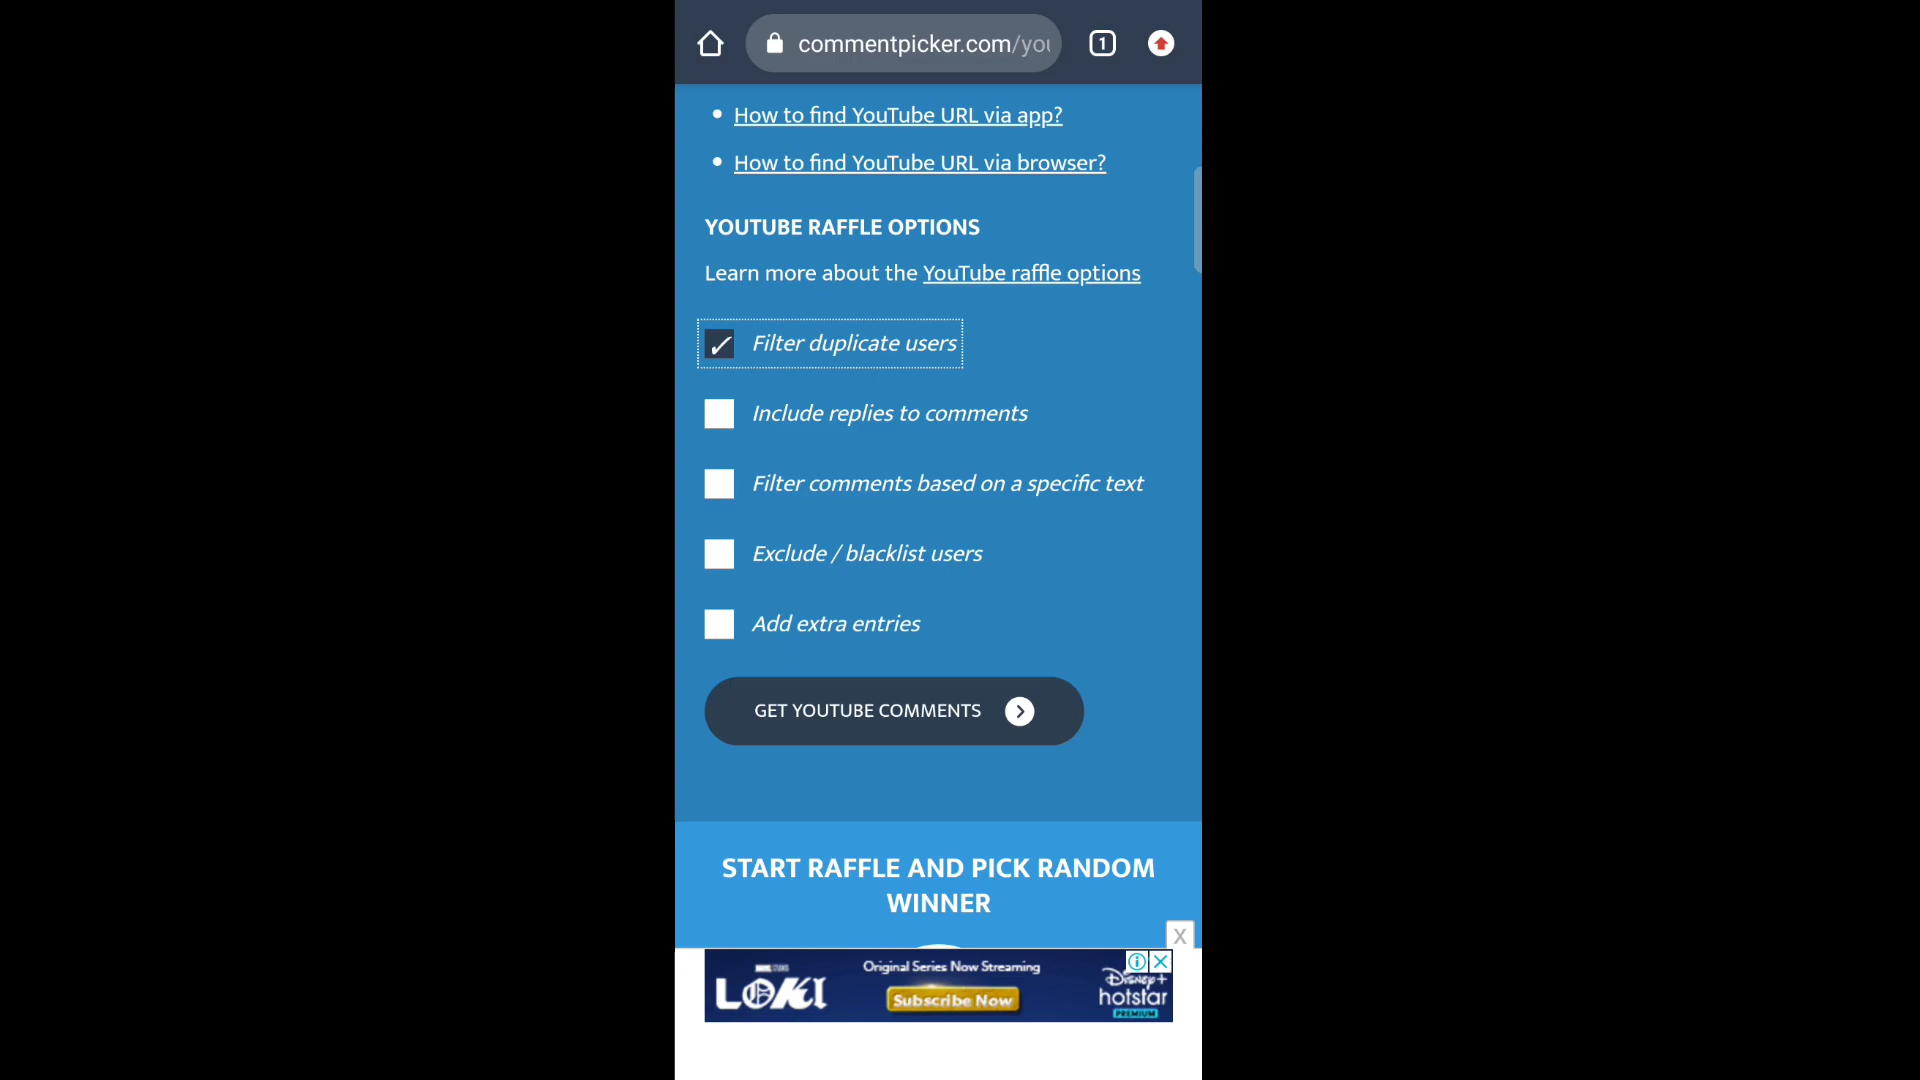 commentpicker.com/you
1
How to find YouTube URL via app?
How to find YouTube URL via browser?
YOUTUBE RAFFLE OPTIONS
Learn more about the YouTube raffle options
Filter duplicate users
Include replies to comments
Filter comments based on a specific text
Exclude / blacklist users
Add extra entries
GET YOUTUBE COMMENTS
START RAFFLE AND PICK RANDOM
WINNER
X
Original Series Now Streaming
LOKI
Subscribe Now
Disney+
hotstar
PREMIUM